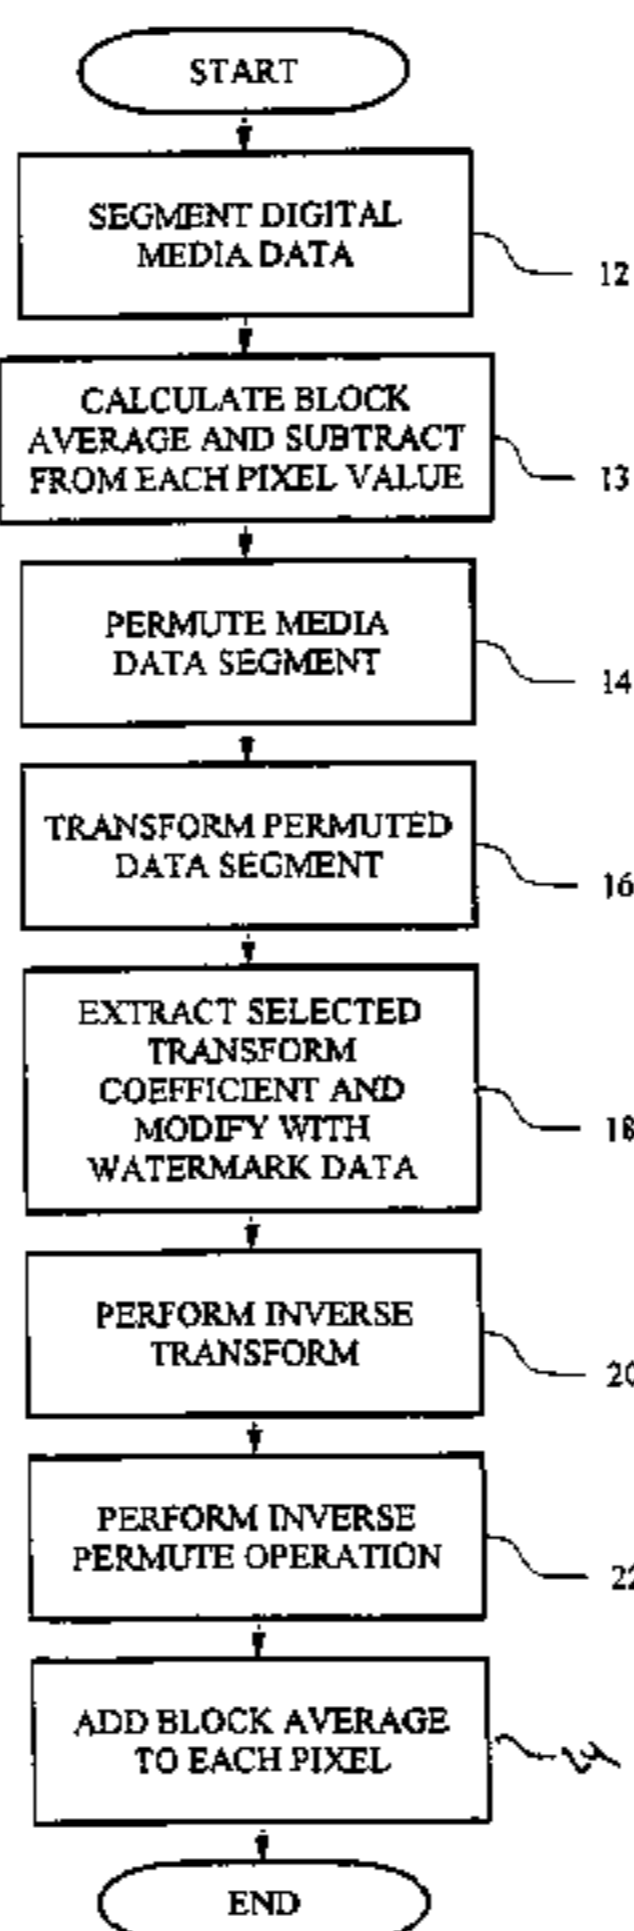 START
SEGMENT DIGITAL
MEDIA DATA
12
CALCULATE BLOCK
AVERAGE AND SUBTRACT
FROM EACH PIXEL VALUE
13
PERMUTE MEDIA
DATA SEGMENT
14
TRANSFORM PERMUTED
DATA SEGMENT
16
EXTRACT SELECTED
TRANSFORM
COEFFICIENT AND
MODIFY WITH
WATERMARK DATA
18
PERFORM INVERSE
TRANSFORM
20
PERFORM INVERSE
PERMUTE OPERATION
22
ADD BLOCK AVERAGE
TO EACH PIXEL
24
END